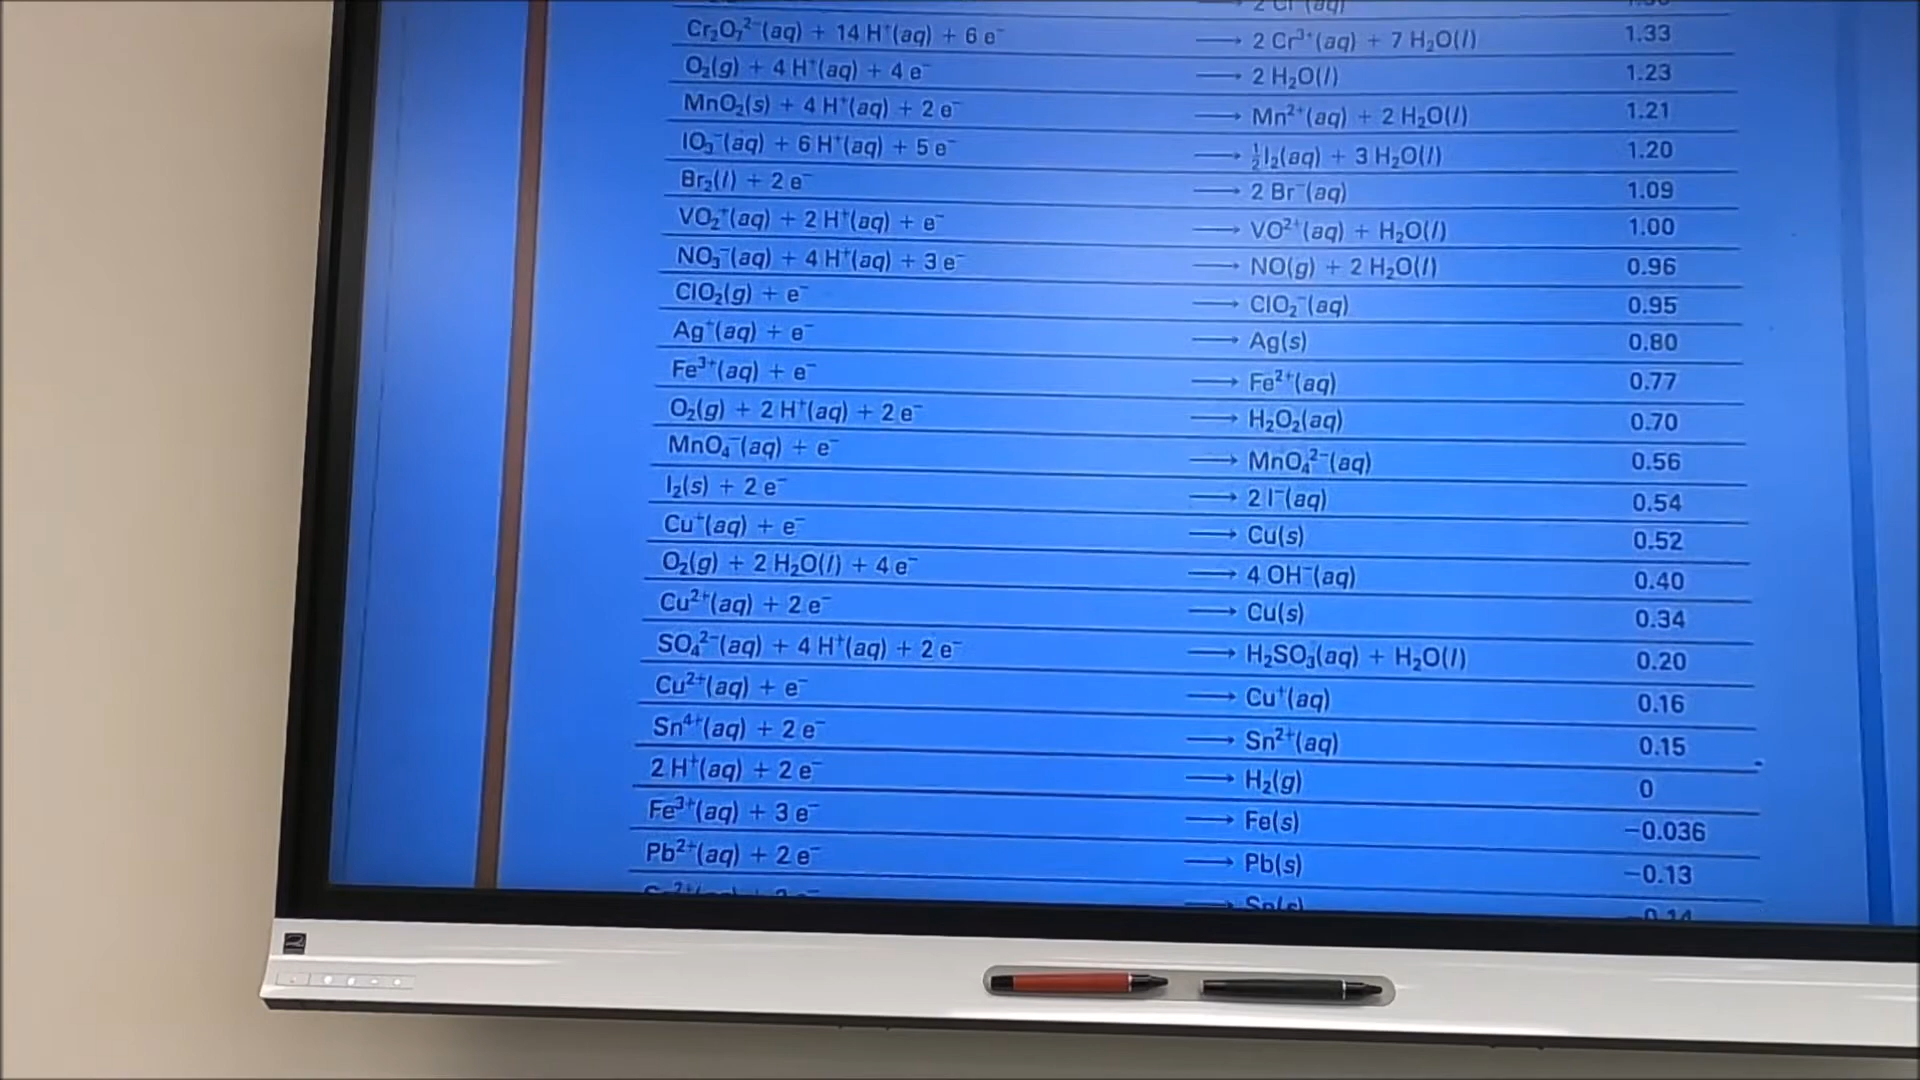 2 Cl⁻(aq)
Cr₂O₇²⁻(aq) + 14 H⁺(aq) + 6 e⁻ ⟶ 2 Cr³⁺(aq) + 7 H₂O(l) 1.33
O₂(g) + 4 H⁺(aq) + 4 e⁻ ⟶ 2 H₂O(l) 1.23
MnO₂(s) + 4 H⁺(aq) + 2 e⁻ ⟶ Mn²⁺(aq) + 2 H₂O(l) 1.21
IO₃⁻(aq) + 6 H⁺(aq) + 5 e⁻ ⟶ ½I₂(aq) + 3 H₂O(l) 1.20
Br₂(l) + 2 e⁻ ⟶ 2 Br⁻(aq) 1.09
VO₂⁺(aq) + 2 H⁺(aq) + e⁻ ⟶ VO²⁺(aq) + H₂O(l) 1.00
NO₃⁻(aq) + 4 H⁺(aq) + 3 e⁻ ⟶ NO(g) + 2 H₂O(l) 0.96
ClO₂(g) + e⁻ ⟶ ClO₂⁻(aq) 0.95
Ag⁺(aq) + e⁻ ⟶ Ag(s) 0.80
Fe³⁺(aq) + e⁻ ⟶ Fe²⁺(aq) 0.77
O₂(g) + 2 H⁺(aq) + 2 e⁻ ⟶ H₂O₂(aq) 0.70
MnO₄⁻(aq) + e⁻ ⟶ MnO₄²⁻(aq) 0.56
I₂(s) + 2 e⁻ ⟶ 2 I⁻(aq) 0.54
Cu⁺(aq) + e⁻ ⟶ Cu(s) 0.52
O₂(g) + 2 H₂O(l) + 4 e⁻ ⟶ 4 OH⁻(aq) 0.40
Cu²⁺(aq) + 2 e⁻ ⟶ Cu(s) 0.34
SO₄²⁻(aq) + 4 H⁺(aq) + 2 e⁻ ⟶ H₂SO₃(aq) + H₂O(l) 0.20
Cu²⁺(aq) + e⁻ ⟶ Cu⁺(aq) 0.16
Sn⁴⁺(aq) + 2 e⁻ ⟶ Sn²⁺(aq) 0.15
2 H⁺(aq) + 2 e⁻ ⟶ H₂(g) 0
Fe³⁺(aq) + 3 e⁻ ⟶ Fe(s) −0.036
Pb²⁺(aq) + 2 e⁻ ⟶ Pb(s) −0.13
⟶ Sn(s) −0.14